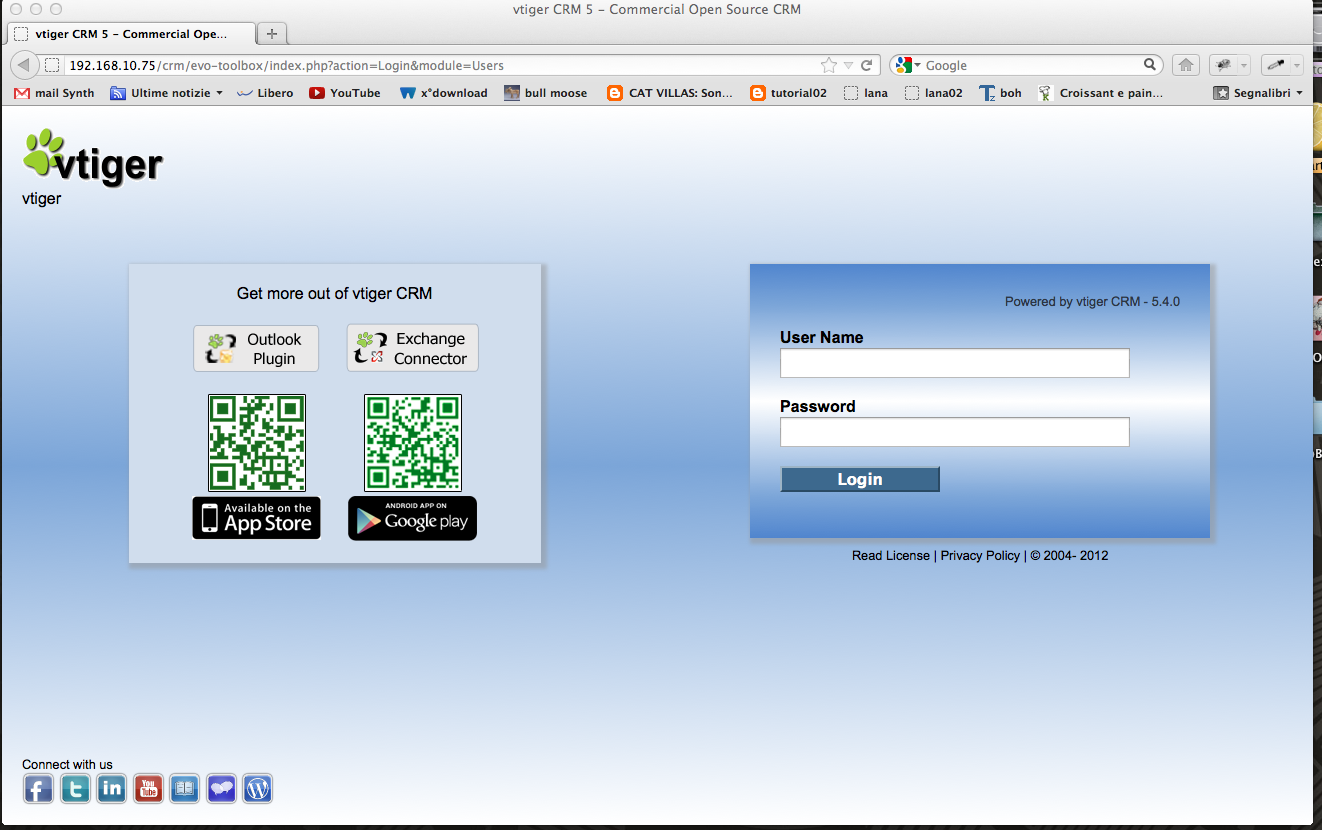 vtiger CRM 5 – Commercial Open Source CRM
vtiger CRM 5 – Commercial Ope...
192.168.10.75/crm/evo-toolbox/index.php?action=Login&module=Users
Google
mail Synth
Ultime notizie
Libero
YouTube
x°download
bull moose
CAT VILLAS: Son...
tutorial02
lana
lana02
boh
Croissant e pain...
Segnalibri
vtiger
vtiger
Get more out of vtiger CRM
Outlook
Plugin
Exchange
Connector
Available on the
App Store
ANDROID APP ON
Google play
Powered by vtiger CRM - 5.4.0
User Name
Password
Login
Read License | Privacy Policy | © 2004- 2012
Connect with us
You
Tube